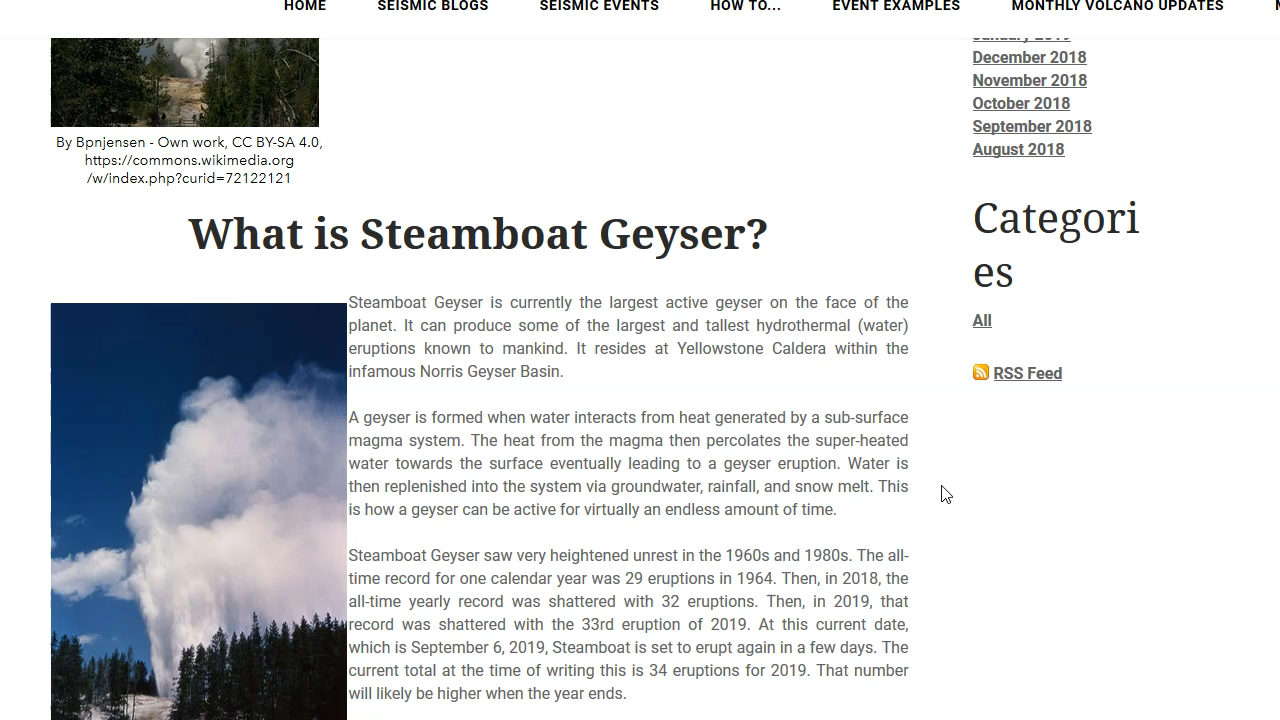 HOME SEISMIC BLOGS SEISMIC EVENTS HOW TO... EVENT EXAMPLES MONTHLY VOLCANO UPDATES
By Bpnjensen - Own work, CC BY-SA 4.0,
https://commons.wikimedia.org
/w/index.php?curid=72122121
What is Steamboat Geyser?
Steamboat Geyser is currently the largest active geyser on the face of the
planet. It can produce some of the largest and tallest hydrothermal (water)
eruptions known to mankind. It resides at Yellowstone Caldera within the
infamous Norris Geyser Basin.
A geyser is formed when water interacts from heat generated by a sub-surface
magma system. The heat from the magma then percolates the super-heated
water towards the surface eventually leading to a geyser eruption. Water is
then replenished into the system via groundwater, rainfall, and snow melt. This
is how a geyser can be active for virtually an endless amount of time.
Steamboat Geyser saw very heightened unrest in the 1960s and 1980s. The all-
time record for one calendar year was 29 eruptions in 1964. Then, in 2018, the
all-time yearly record was shattered with 32 eruptions. Then, in 2019, that
record was shattered with the 33rd eruption of 2019. At this current date,
which is September 6, 2019, Steamboat is set to erupt again in a few days. The
current total at the time of writing this is 34 eruptions for 2019. That number
will likely be higher when the year ends.
January 2019
December 2018
November 2018
October 2018
September 2018
August 2018
Categori
es
All
RSS Feed